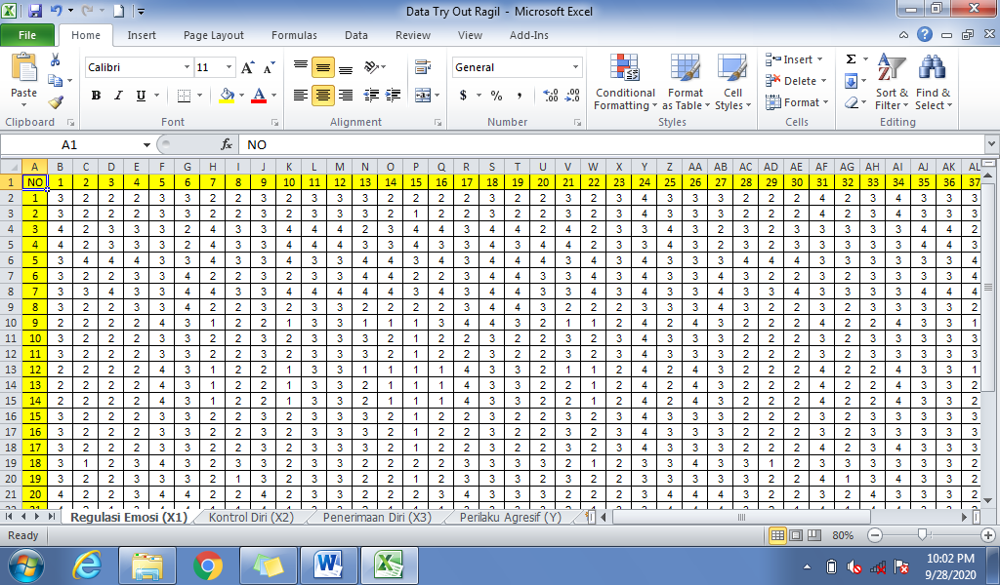 Data Try Out Ragil - Microsoft Excel
File Home Insert Page Layout Formulas Data Review View Add-Ins
Paste Calibri 11 General Conditional Formatting Format as Table Cell Styles Insert Delete Format Sort & Filter Find & Select
Clipboard Font Alignment Number Styles Cells Editing
A1 fx NO
A B C D E F G H I J K L M N O P Q R S T U V W X Y Z AA AB AC AD AE AF AG AH AI AJ AK AL
1 NO 1 2 3 4 5 6 7 8 9 10 11 12 13 14 15 16 17 18 19 20 21 22 23 24 25 26 27 28 29 30 31 32 33 34 35 36 37
2 1 3 2 2 2 3 3 2 2 3 2 3 3 3 2 2 2 2 3 2 2 3 2 3 4 3 3 3 2 2 2 4 2 3 4 3 3 3
3 2 3 2 2 2 3 3 2 2 3 2 3 3 3 2 1 2 2 3 2 2 3 2 3 4 3 3 3 2 2 2 4 2 3 4 3 3 3
4 3 4 2 3 3 3 2 4 3 3 4 4 4 2 3 4 4 3 4 4 2 4 2 3 3 4 3 2 3 2 2 3 3 3 3 4 4 2
5 4 4 2 3 3 3 2 4 3 3 4 4 4 3 3 4 3 3 4 3 4 4 2 3 3 4 3 3 2 3 2 3 3 3 3 3 4 4
6 5 3 4 4 4 3 3 4 3 3 4 3 3 4 4 3 4 4 3 3 4 4 3 3 4 3 3 3 4 4 4 3 3 3 3 3 3 4
7 6 3 2 2 3 3 4 2 2 3 2 3 3 4 4 2 2 3 4 3 2 3 2 3 4 3 3 4 3 2 2 3 3 3 3 3 3 4
8 7 3 3 4 3 3 4 3 3 4 4 4 4 4 4 3 4 3 4 4 3 4 3 3 4 3 3 4 3 3 4 3 3 3 3 4 4 4
9 8 3 2 2 3 3 4 2 2 3 2 3 3 2 2 2 2 3 4 3 2 2 2 3 4 3 3 4 3 2 2 3 3 3 3 3 3 3
10 9 2 2 2 2 4 3 1 2 2 1 3 3 1 1 1 3 4 4 3 2 1 1 2 4 2 4 3 2 2 2 4 2 2 4 3 3 1
11 10 3 2 2 2 3 3 2 2 3 2 3 3 3 2 1 2 2 3 2 2 3 2 3 4 3 3 3 2 2 2 4 2 3 4 3 3 3
12 11 3 2 2 2 3 3 2 2 3 2 3 3 3 2 1 2 2 3 2 2 3 2 3 4 3 3 3 2 2 2 4 2 3 4 3 3 3
13 12 2 2 2 2 4 3 1 2 2 1 3 3 1 1 1 1 4 3 3 2 1 1 2 4 2 4 3 2 2 2 4 2 2 4 3 3 1
14 13 2 2 2 2 4 3 1 2 2 1 3 3 2 1 1 1 4 3 3 2 2 1 2 4 2 4 3 2 2 2 4 2 2 4 3 3 2
15 14 2 2 2 2 4 3 1 2 2 1 3 3 2 1 1 1 4 3 3 2 2 1 2 4 2 4 3 2 2 2 4 2 2 4 3 3 2
16 15 3 2 2 2 3 3 2 2 3 2 3 3 3 2 1 2 2 3 2 2 3 2 3 4 3 3 3 2 2 2 4 2 3 4 3 3 3
17 16 3 2 2 2 3 3 2 2 3 2 3 3 3 2 1 2 2 3 2 2 3 2 3 4 3 3 3 2 2 2 4 2 3 4 3 3 3
18 17 3 2 2 2 3 3 2 2 3 2 3 3 3 2 1 2 2 3 2 2 3 2 3 4 3 3 3 2 2 2 4 2 3 4 3 3 3
19 18 3 1 2 3 4 3 2 2 3 2 3 3 2 2 2 2 2 3 3 3 2 1 2 3 3 4 3 3 1 2 3 3 3 3 3 3 2
20 19 3 2 2 3 3 3 2 1 3 2 3 3 2 2 1 2 2 3 2 2 3 2 2 3 3 3 3 3 2 2 4 1 3 4 3 3 2
21 20 4 2 2 3 4 4 2 2 4 2 3 3 2 2 2 3 4 3 3 3 3 2 3 4 4 4 3 2 2 3 3 2 4 3 3 3 2
Regulasi Emosi (X1) Kontrol Diri (X2) Penerimaan Diri (X3) Perilaku Agresif (Y)
Ready 80%
10:02 PM
9/28/2020